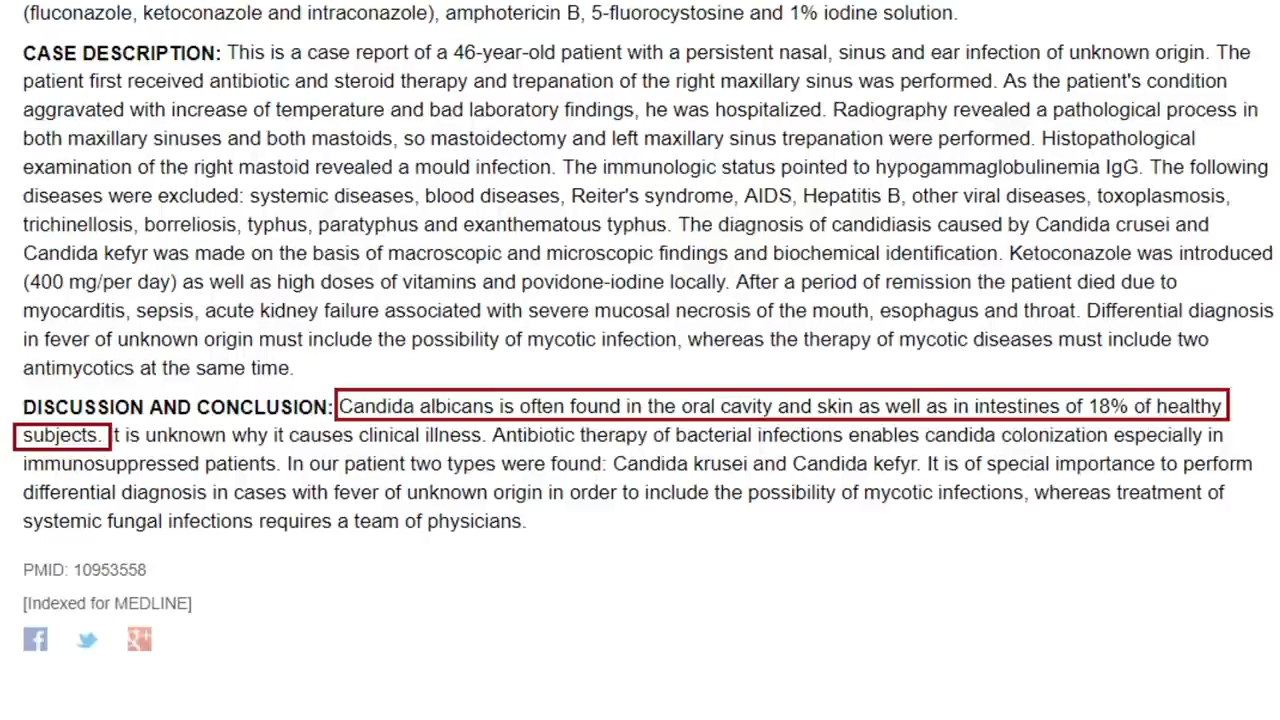 (fluconazole, ketoconazole and intraconazole), amphotericin B, 5-fluorocystosine and 1% iodine solution.
CASE DESCRIPTION: This is a case report of a 46-year-old patient with a persistent nasal, sinus and ear infection of unknown origin. The
patient first received antibiotic and steroid therapy and trepanation of the right maxillary sinus was performed. As the patient's condition
aggravated with increase of temperature and bad laboratory findings, he was hospitalized. Radiography revealed a pathological process in
both maxillary sinuses and both mastoids, so mastoidectomy and left maxillary sinus trepanation were performed. Histopathological
examination of the right mastoid revealed a mould infection. The immunologic status pointed to hypogammaglobulinemia IgG. The following
diseases were excluded: systemic diseases, blood diseases, Reiter's syndrome, AIDS, Hepatitis B, other viral diseases, toxoplasmosis,
trichinellosis, borreliosis, typhus, paratyphus and exanthematous typhus. The diagnosis of candidiasis caused by Candida crusei and
Candida kefyr was made on the basis of macroscopic and microscopic findings and biochemical identification. Ketoconazole was introduced
(400 mg/per day) as well as high doses of vitamins and povidone-iodine locally. After a period of remission the patient died due to
myocarditis, sepsis, acute kidney failure associated with severe mucosal necrosis of the mouth, esophagus and throat. Differential diagnosis
in fever of unknown origin must include the possibility of mycotic infection, whereas the therapy of mycotic diseases must include two
antimycotics at the same time.
DISCUSSION AND CONCLUSION: Candida albicans is often found in the oral cavity and skin as well as in intestines of 18% of healthy
subjects. It is unknown why it causes clinical illness. Antibiotic therapy of bacterial infections enables candida colonization especially in
immunosuppressed patients. In our patient two types were found: Candida krusei and Candida kefyr. It is of special importance to perform
differential diagnosis in cases with fever of unknown origin in order to include the possibility of mycotic infections, whereas treatment of
systemic fungal infections requires a team of physicians.
PMID: 10953558
[Indexed for MEDLINE]